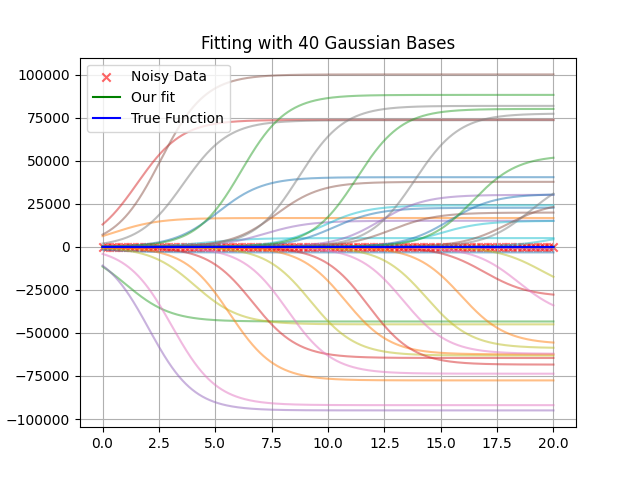 Fitting with 40 Gaussian Bases
Noisy Data
Our fit
True Function
100000
75000
50000
25000
0
−25000
−50000
−75000
−100000
0.0 2.5 5.0 7.5 10.0 12.5 15.0 17.5 20.0